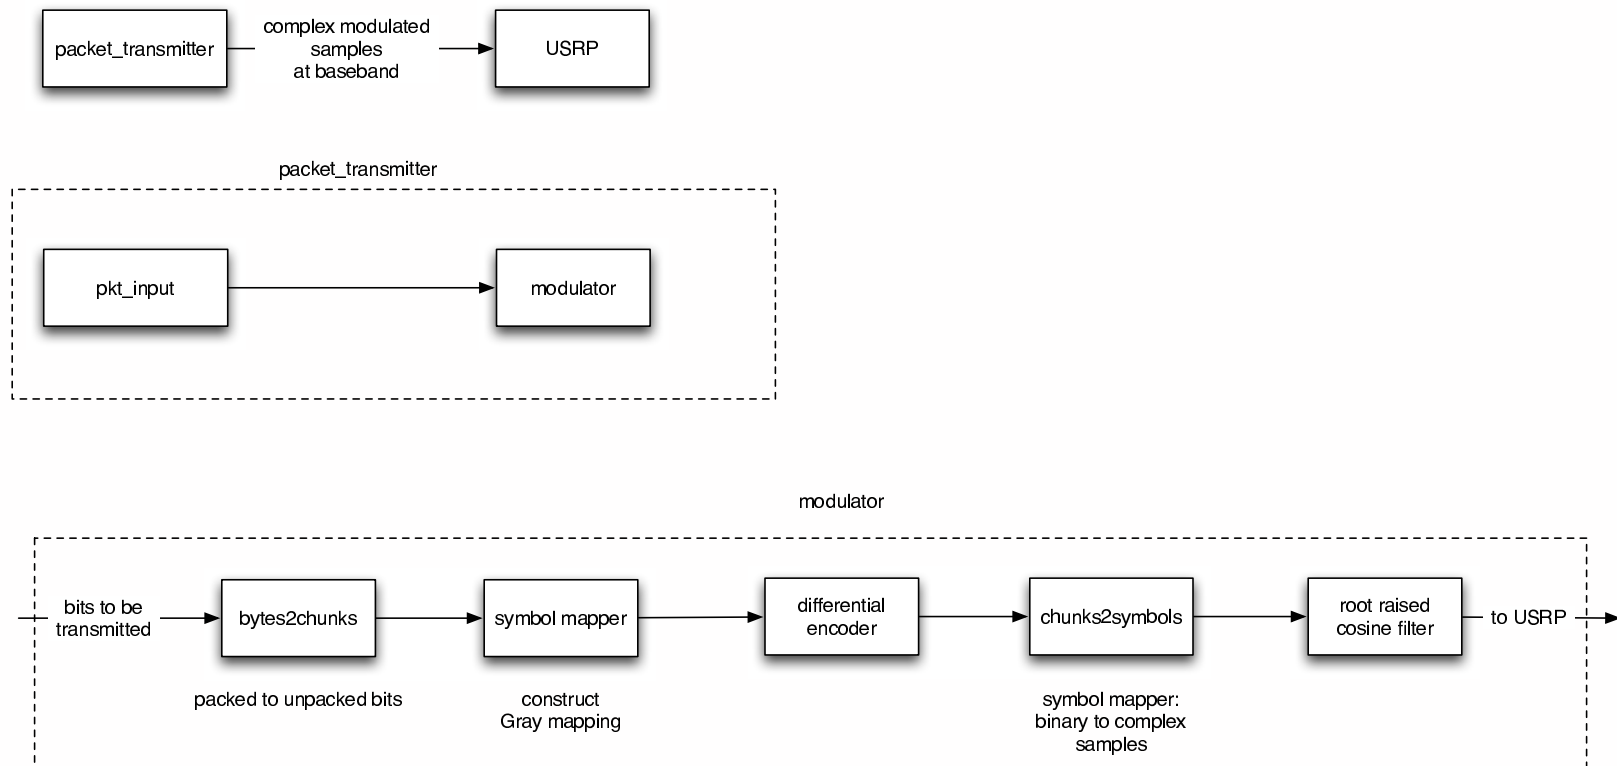 packet_transmitter
complex modulated
samples
at baseband
USRP
packet_transmitter
pkt_input
modulator
modulator
bits to be
transmitted
bytes2chunks
symbol mapper
differential
encoder
chunks2symbols
root raised
cosine filter
to USRP
packed to unpacked bits
construct
Gray mapping
symbol mapper:
binary to complex
samples